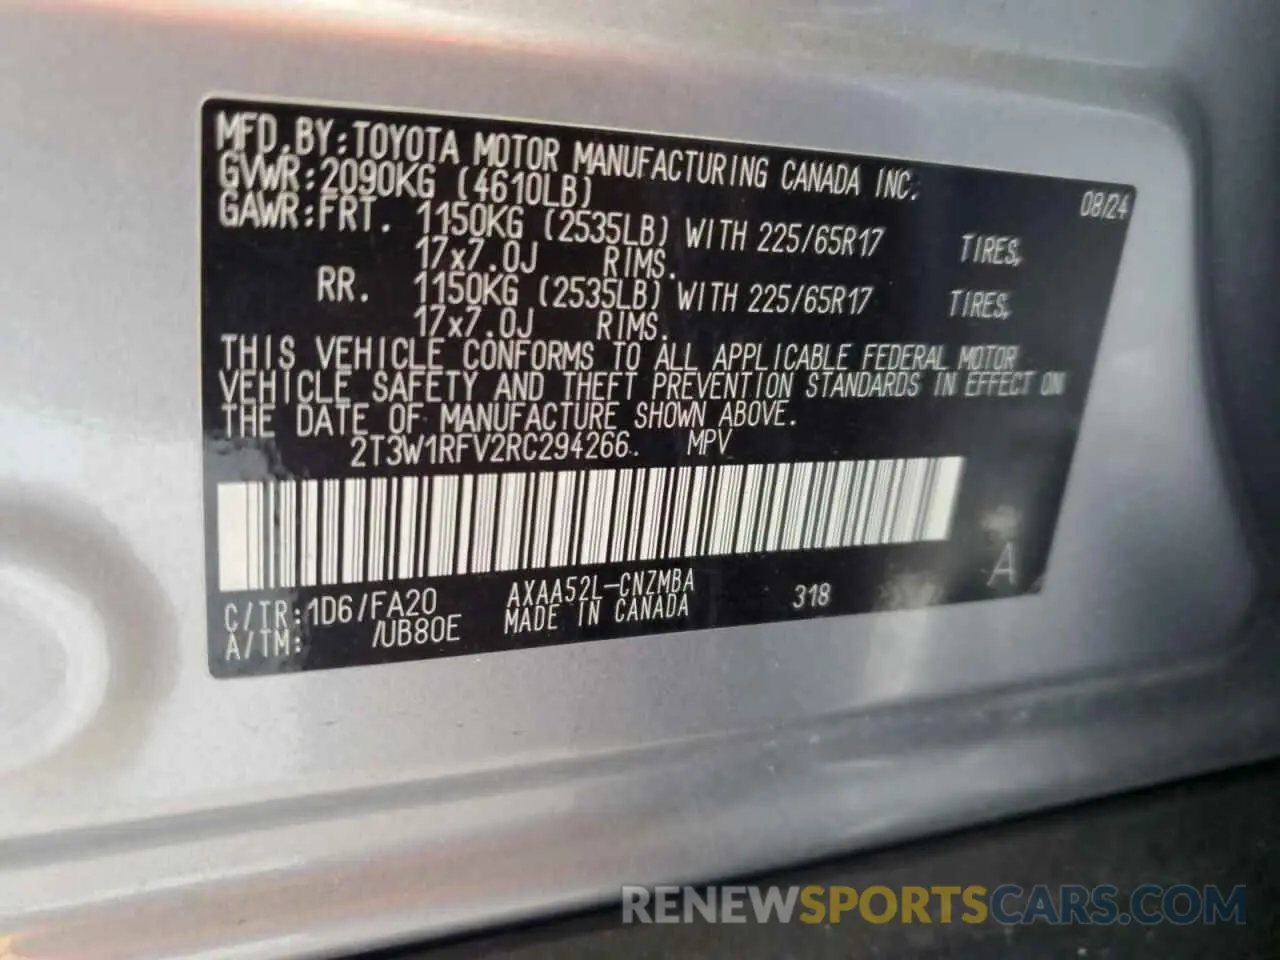 MFD.BY:TOYOTA MOTOR MANUFACTURING CANADA INC.
GVWR:2090KG (4610LB) 08/24
GAWR:FRT. 1150KG (2535LB) WITH 225/65R17 TIRES,
17x7.0J RIMS.
RR. 1150KG (2535LB) WITH 225/65R17 TIRES,
17x7.0J RIMS.
THIS VEHICLE CONFORMS TO ALL APPLICABLE FEDERAL MOTOR
VEHICLE SAFETY AND THEFT PREVENTION STANDARDS IN EFFECT ON
THE DATE OF MANUFACTURE SHOWN ABOVE.
2T3W1RFV2RC294266. MPV
A
C/TR:1D6/FA20 AXAA52L-CNZMBA 318
A/TM: /UB80E MADE IN CANADA
RENEWSPORTSCARS.COM